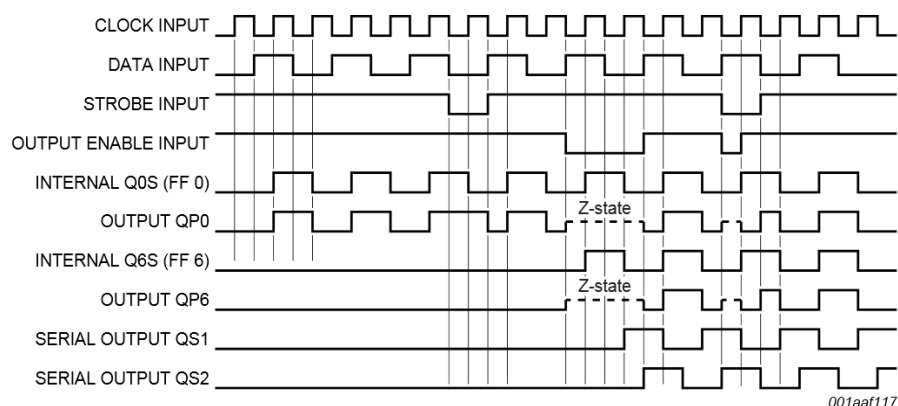 CLOCK INPUT
DATA INPUT
STROBE INPUT
OUTPUT ENABLE INPUT
INTERNAL Q0S (FF 0)
Z-state
OUTPUT QP0
INTERNAL Q6S (FF 6)
Z-state
OUTPUT QP6
SERIAL OUTPUT QS1
SERIAL OUTPUT QS2
001aaf117